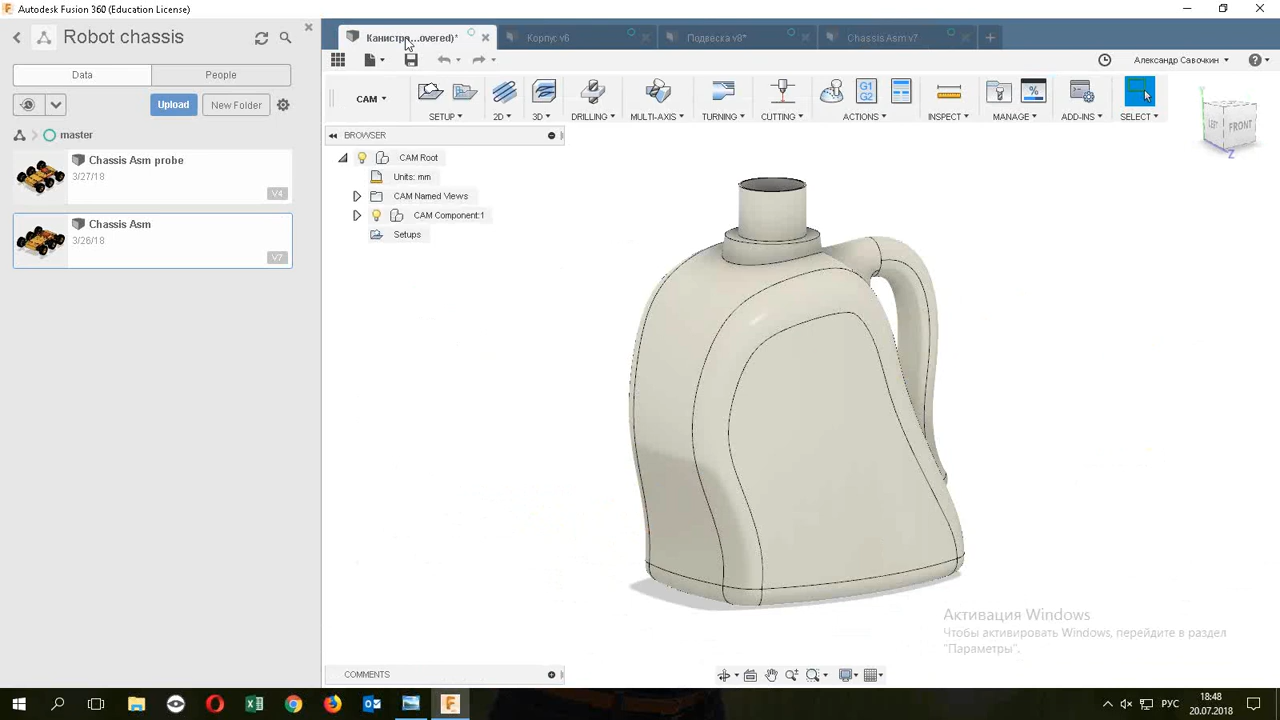 Autodesk Fusion 360 (Education License)
Robot chassis
Data
People
Upload
master
Chassis Asm probe
3/27/18
V4
Chassis Asm
3/26/18
V7
Канистра...overed)*
Корпус v6
Подвеска v8*
Chassis Asm v7
Александр Савочкин
CAM
SETUP
2D
3D
DRILLING
MULTI-AXIS
TURNING
CUTTING
G1
G2
ACTIONS
INSPECT
%
MANAGE
ADD-INS
SELECT
BROWSER
CAM Root
Units: mm
CAM Named Views
CAM Component:1
Setups
LEFT
FRONT
Z
Активация Windows
Чтобы активировать Windows, перейдите в раздел
"Параметры".
COMMENTS
РУС
18:48
20.07.2018